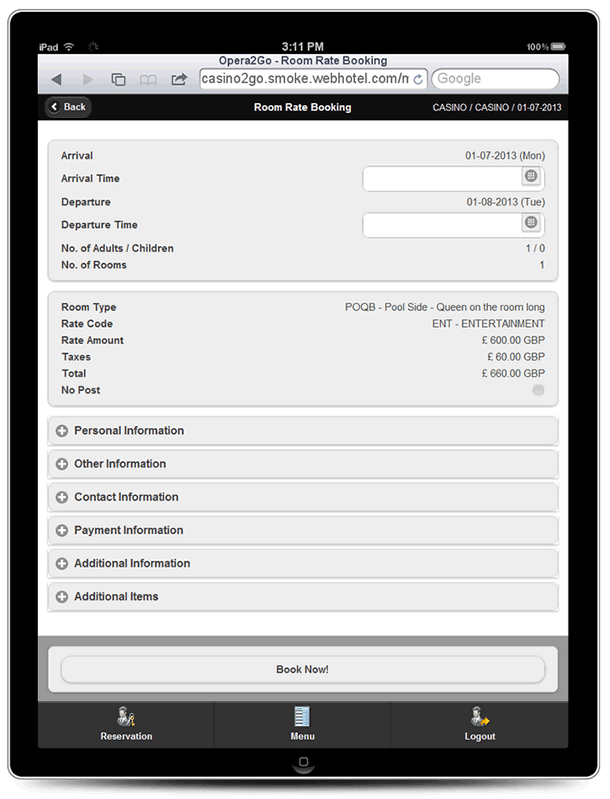 iPad 3:11 PM 100%
Opera2Go - Room Rate Booking
casino2go.smoke.webhotel.com/m Google
Back Room Rate Booking CASINO / CASINO / 01-07-2013
Arrival 01-07-2013 (Mon)
Arrival Time
Departure 01-08-2013 (Tue)
Departure Time
No. of Adults / Children 1 / 0
No. of Rooms 1
Room Type POQB - Pool Side - Queen on the room long
Rate Code ENT - ENTERTAINMENT
Rate Amount £ 600.00 GBP
Taxes £ 60.00 GBP
Total £ 660.00 GBP
No Post
Personal Information
Other Information
Contact Information
Payment Information
Additional Information
Additional Items
Book Now!
Reservation Menu Logout